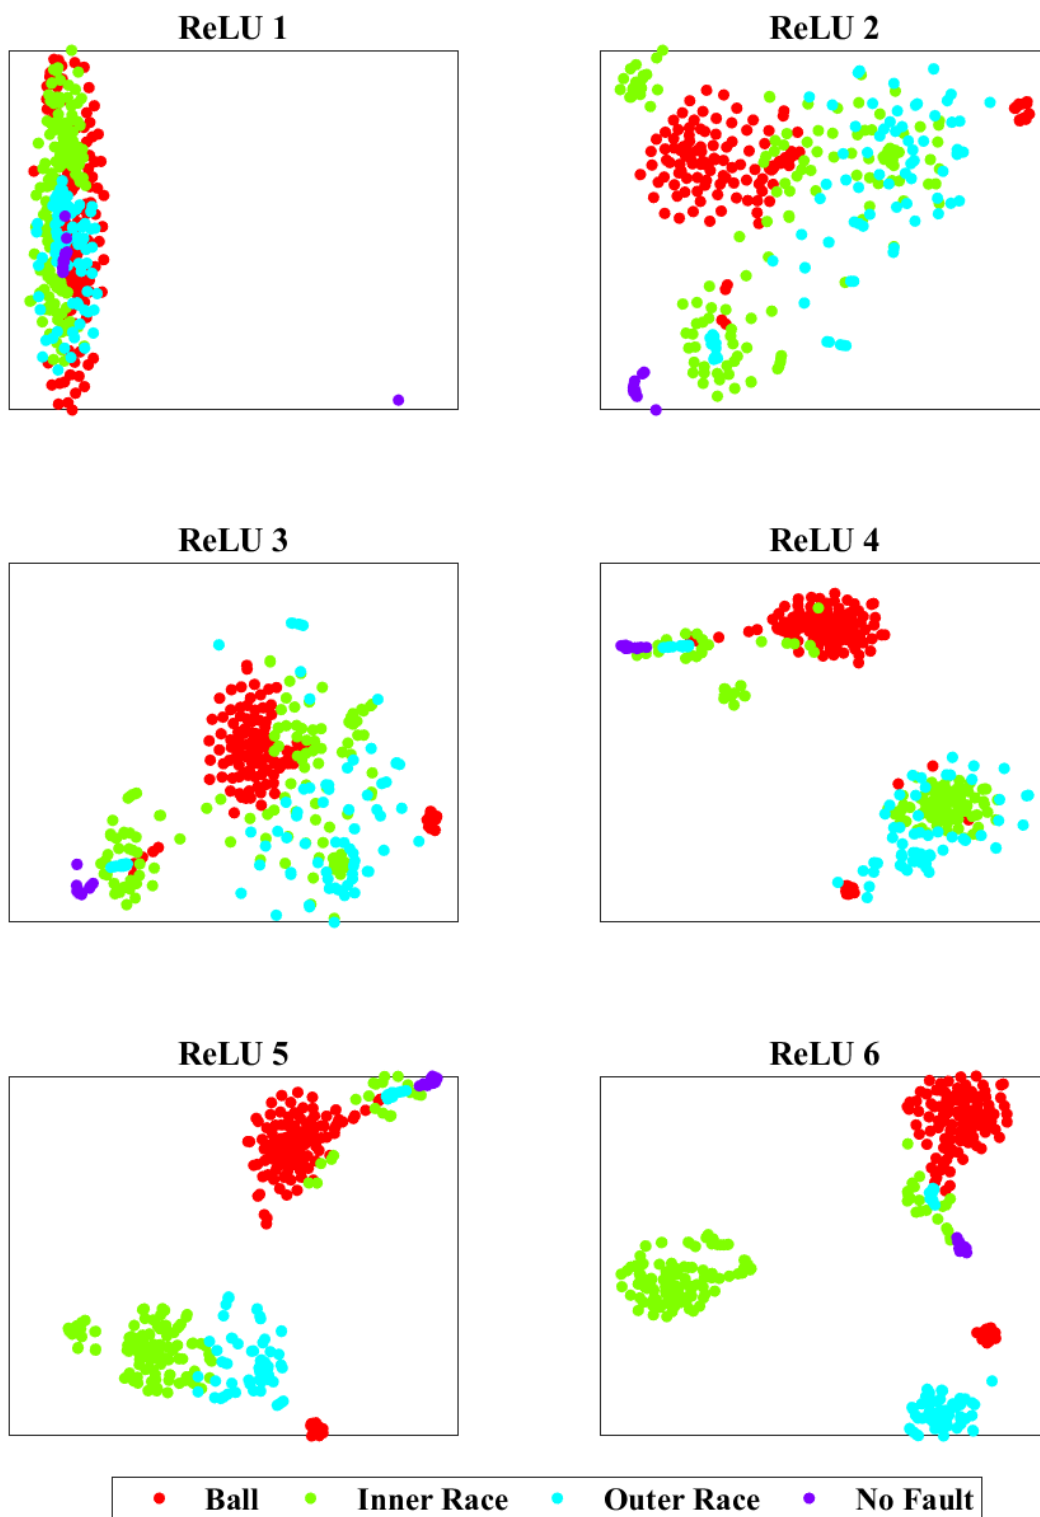 ReLU 1
ReLU 2
ReLU 3
ReLU 4
ReLU 5
ReLU 6
Ball Inner Race Outer Race No Fault